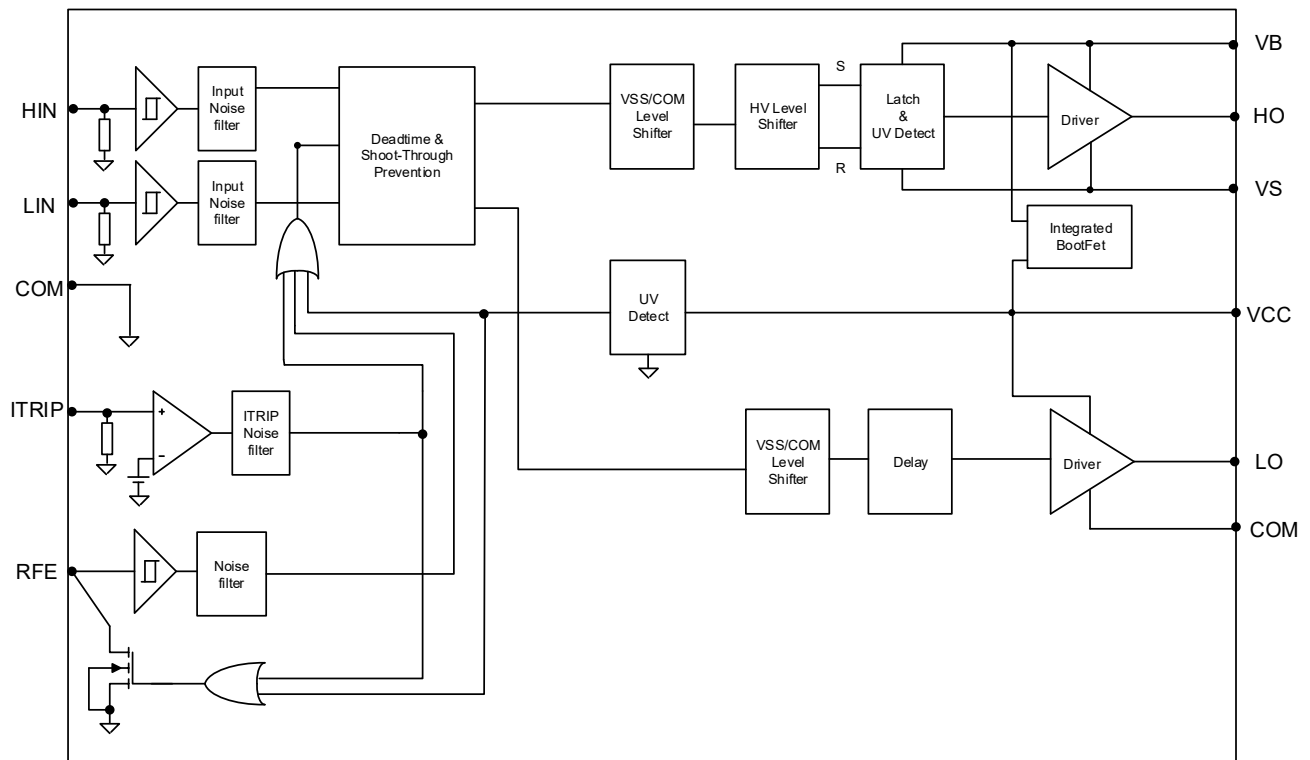 HIN
LIN
COM
ITRIP
RFE
Input
Noise
filter
Input
Noise
filter
Deadtime &
Shoot-Through
Prevention
VSS/COM
Level
Shifter
HV Level
Shifter
S
R
Latch
&
UV Detect
Driver
VB
HO
VS
Integrated
BootFet
UV
Detect
VCC
+
−
ITRIP
Noise
filter
VSS/COM
Level
Shifter
Delay
Driver
LO
COM
Noise
filter